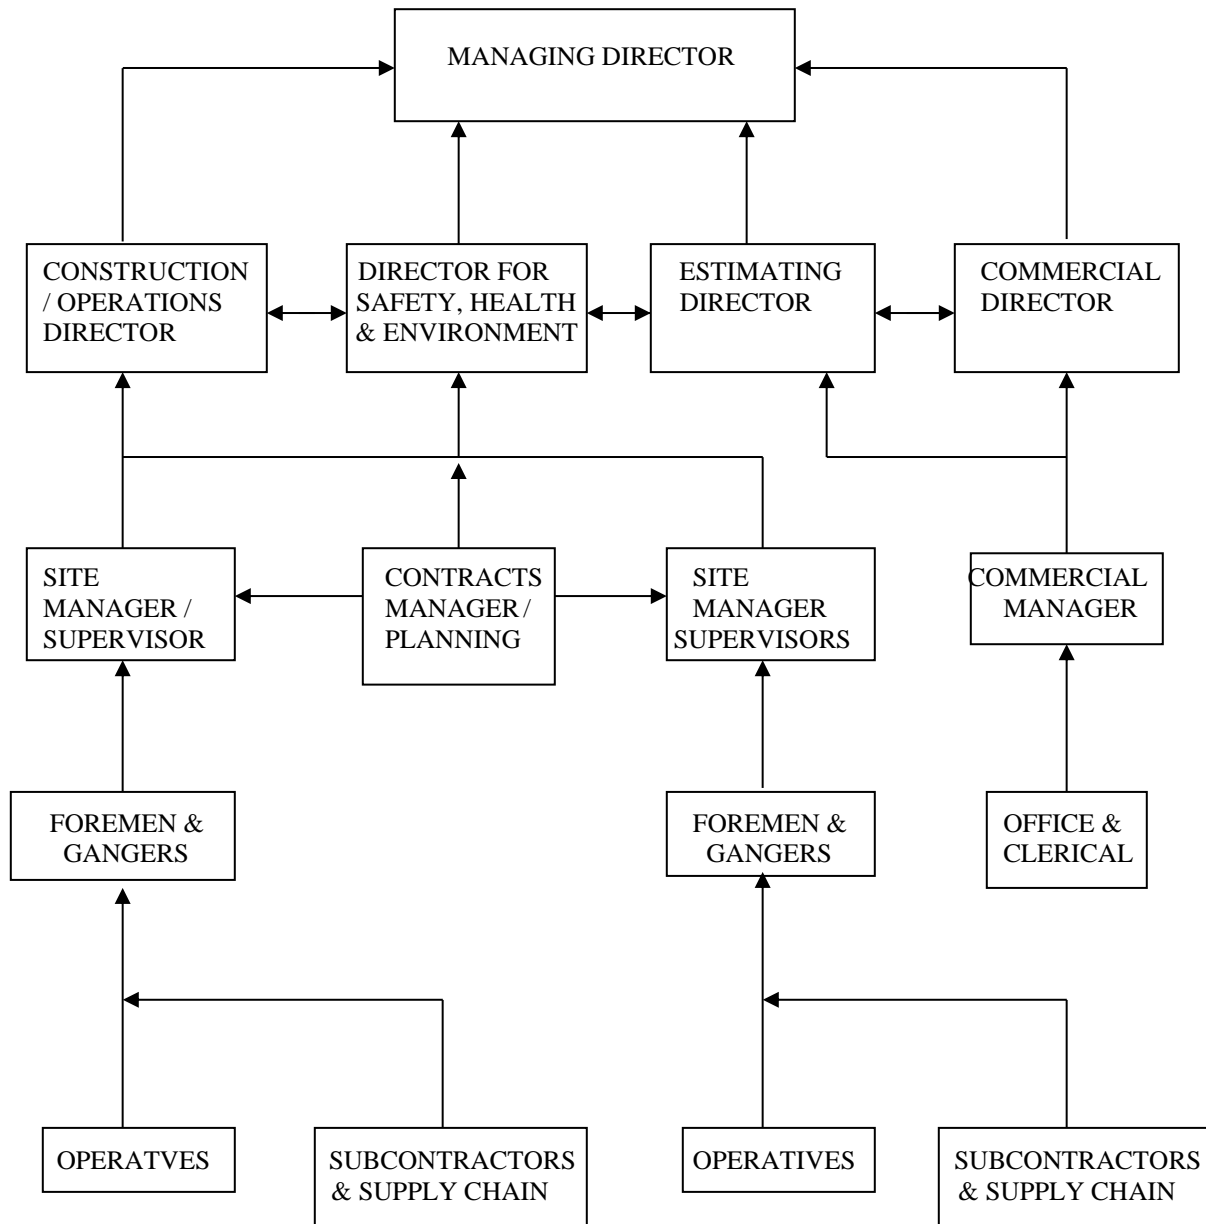 MANAGING DIRECTOR
CONSTRUCTION
/ OPERATIONS
DIRECTOR
DIRECTOR FOR
SAFETY, HEALTH
& ENVIRONMENT
ESTIMATING
DIRECTOR
COMMERCIAL
DIRECTOR
SITE
MANAGER /
SUPERVISOR
CONTRACTS
MANAGER /
PLANNING
SITE
MANAGER
SUPERVISORS
COMMERCIAL
MANAGER
FOREMEN &
GANGERS
FOREMEN &
GANGERS
OFFICE &
CLERICAL
OPERATVES
SUBCONTRACTORS
& SUPPLY CHAIN
OPERATIVES
SUBCONTRACTORS
& SUPPLY CHAIN